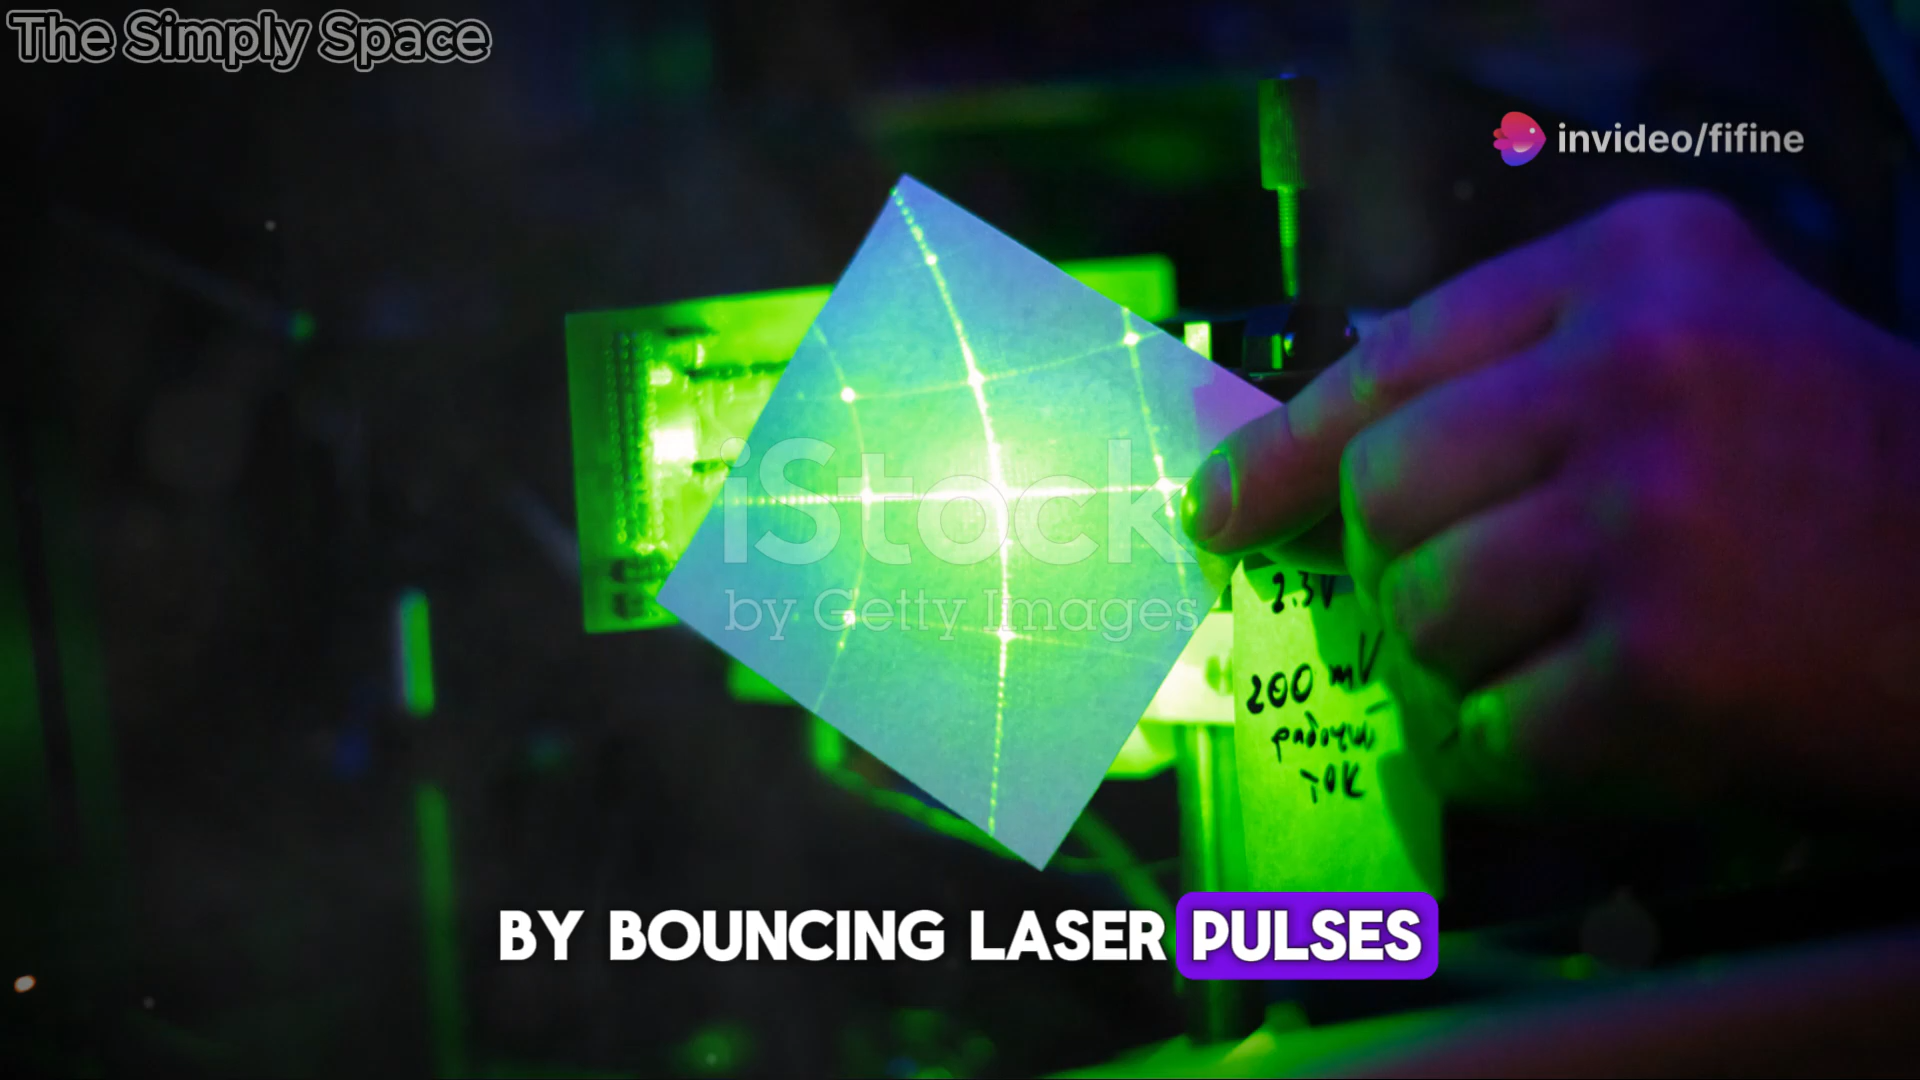 The Simply Space
invideo/fifine
iStock
by Getty Images
2.3V
200 mV
рабочий
ток
BY BOUNCING LASER PULSES